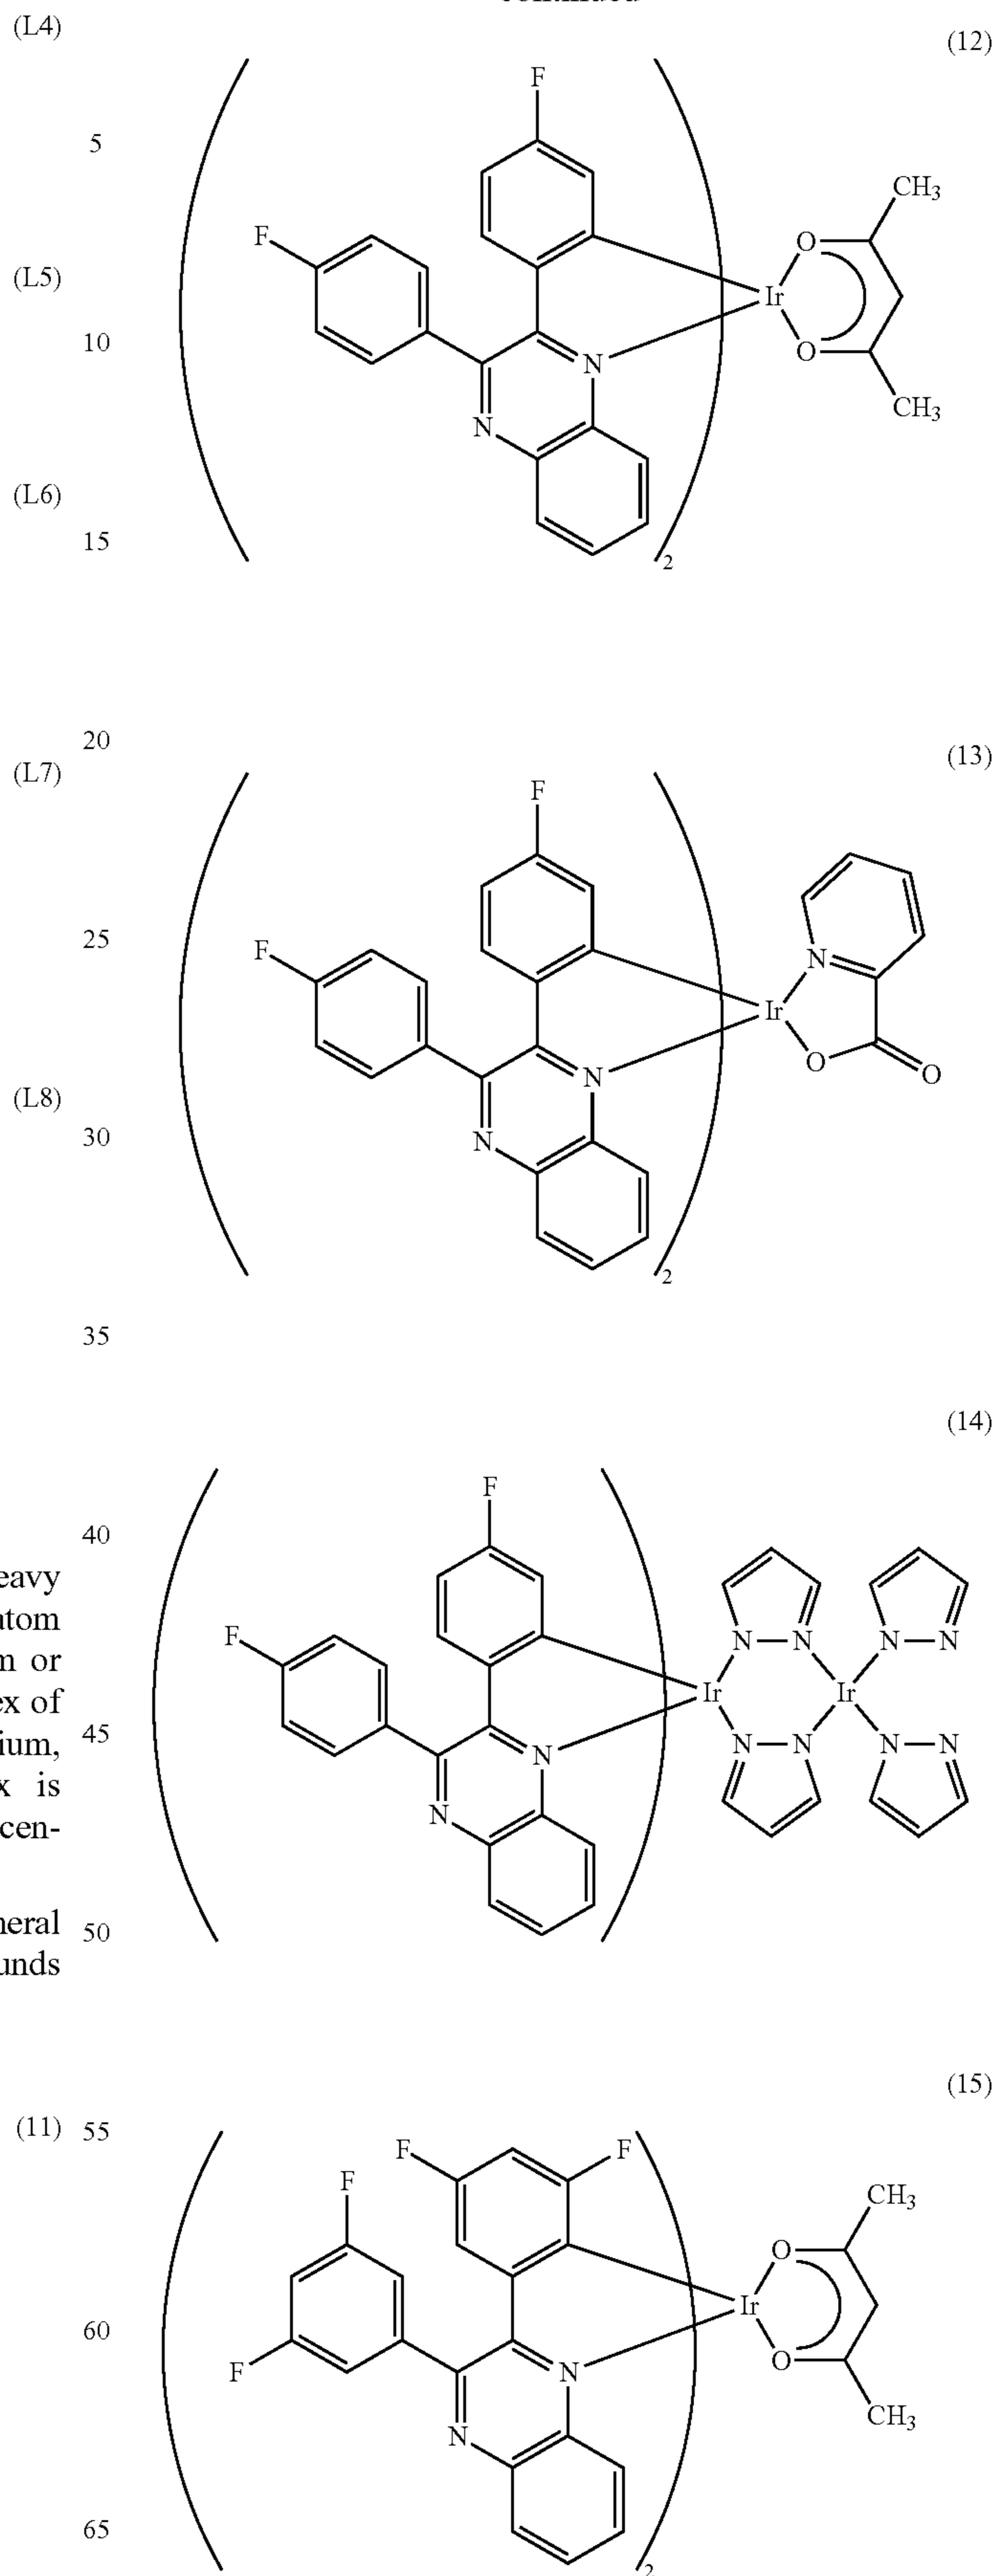 (L4)
(12)
F
5
CH3
F
O
(L5)
Ir
10
O
N
CH3
N
(L6)
15
2
20
(13)
(L7)
F
25
F
N
Ir
O
O
N
(L8)
30
N
2
35
(14)
F
40
eavy
atom
F
N N N N
m or
Ir Ir
ex of
45
ium,
N N N N
N
x is
N
cen-
neral
50
unds
(15)
(11)
55
F F
F
CH3
O
Ir
60
O
F
N
CH3
N
65
2